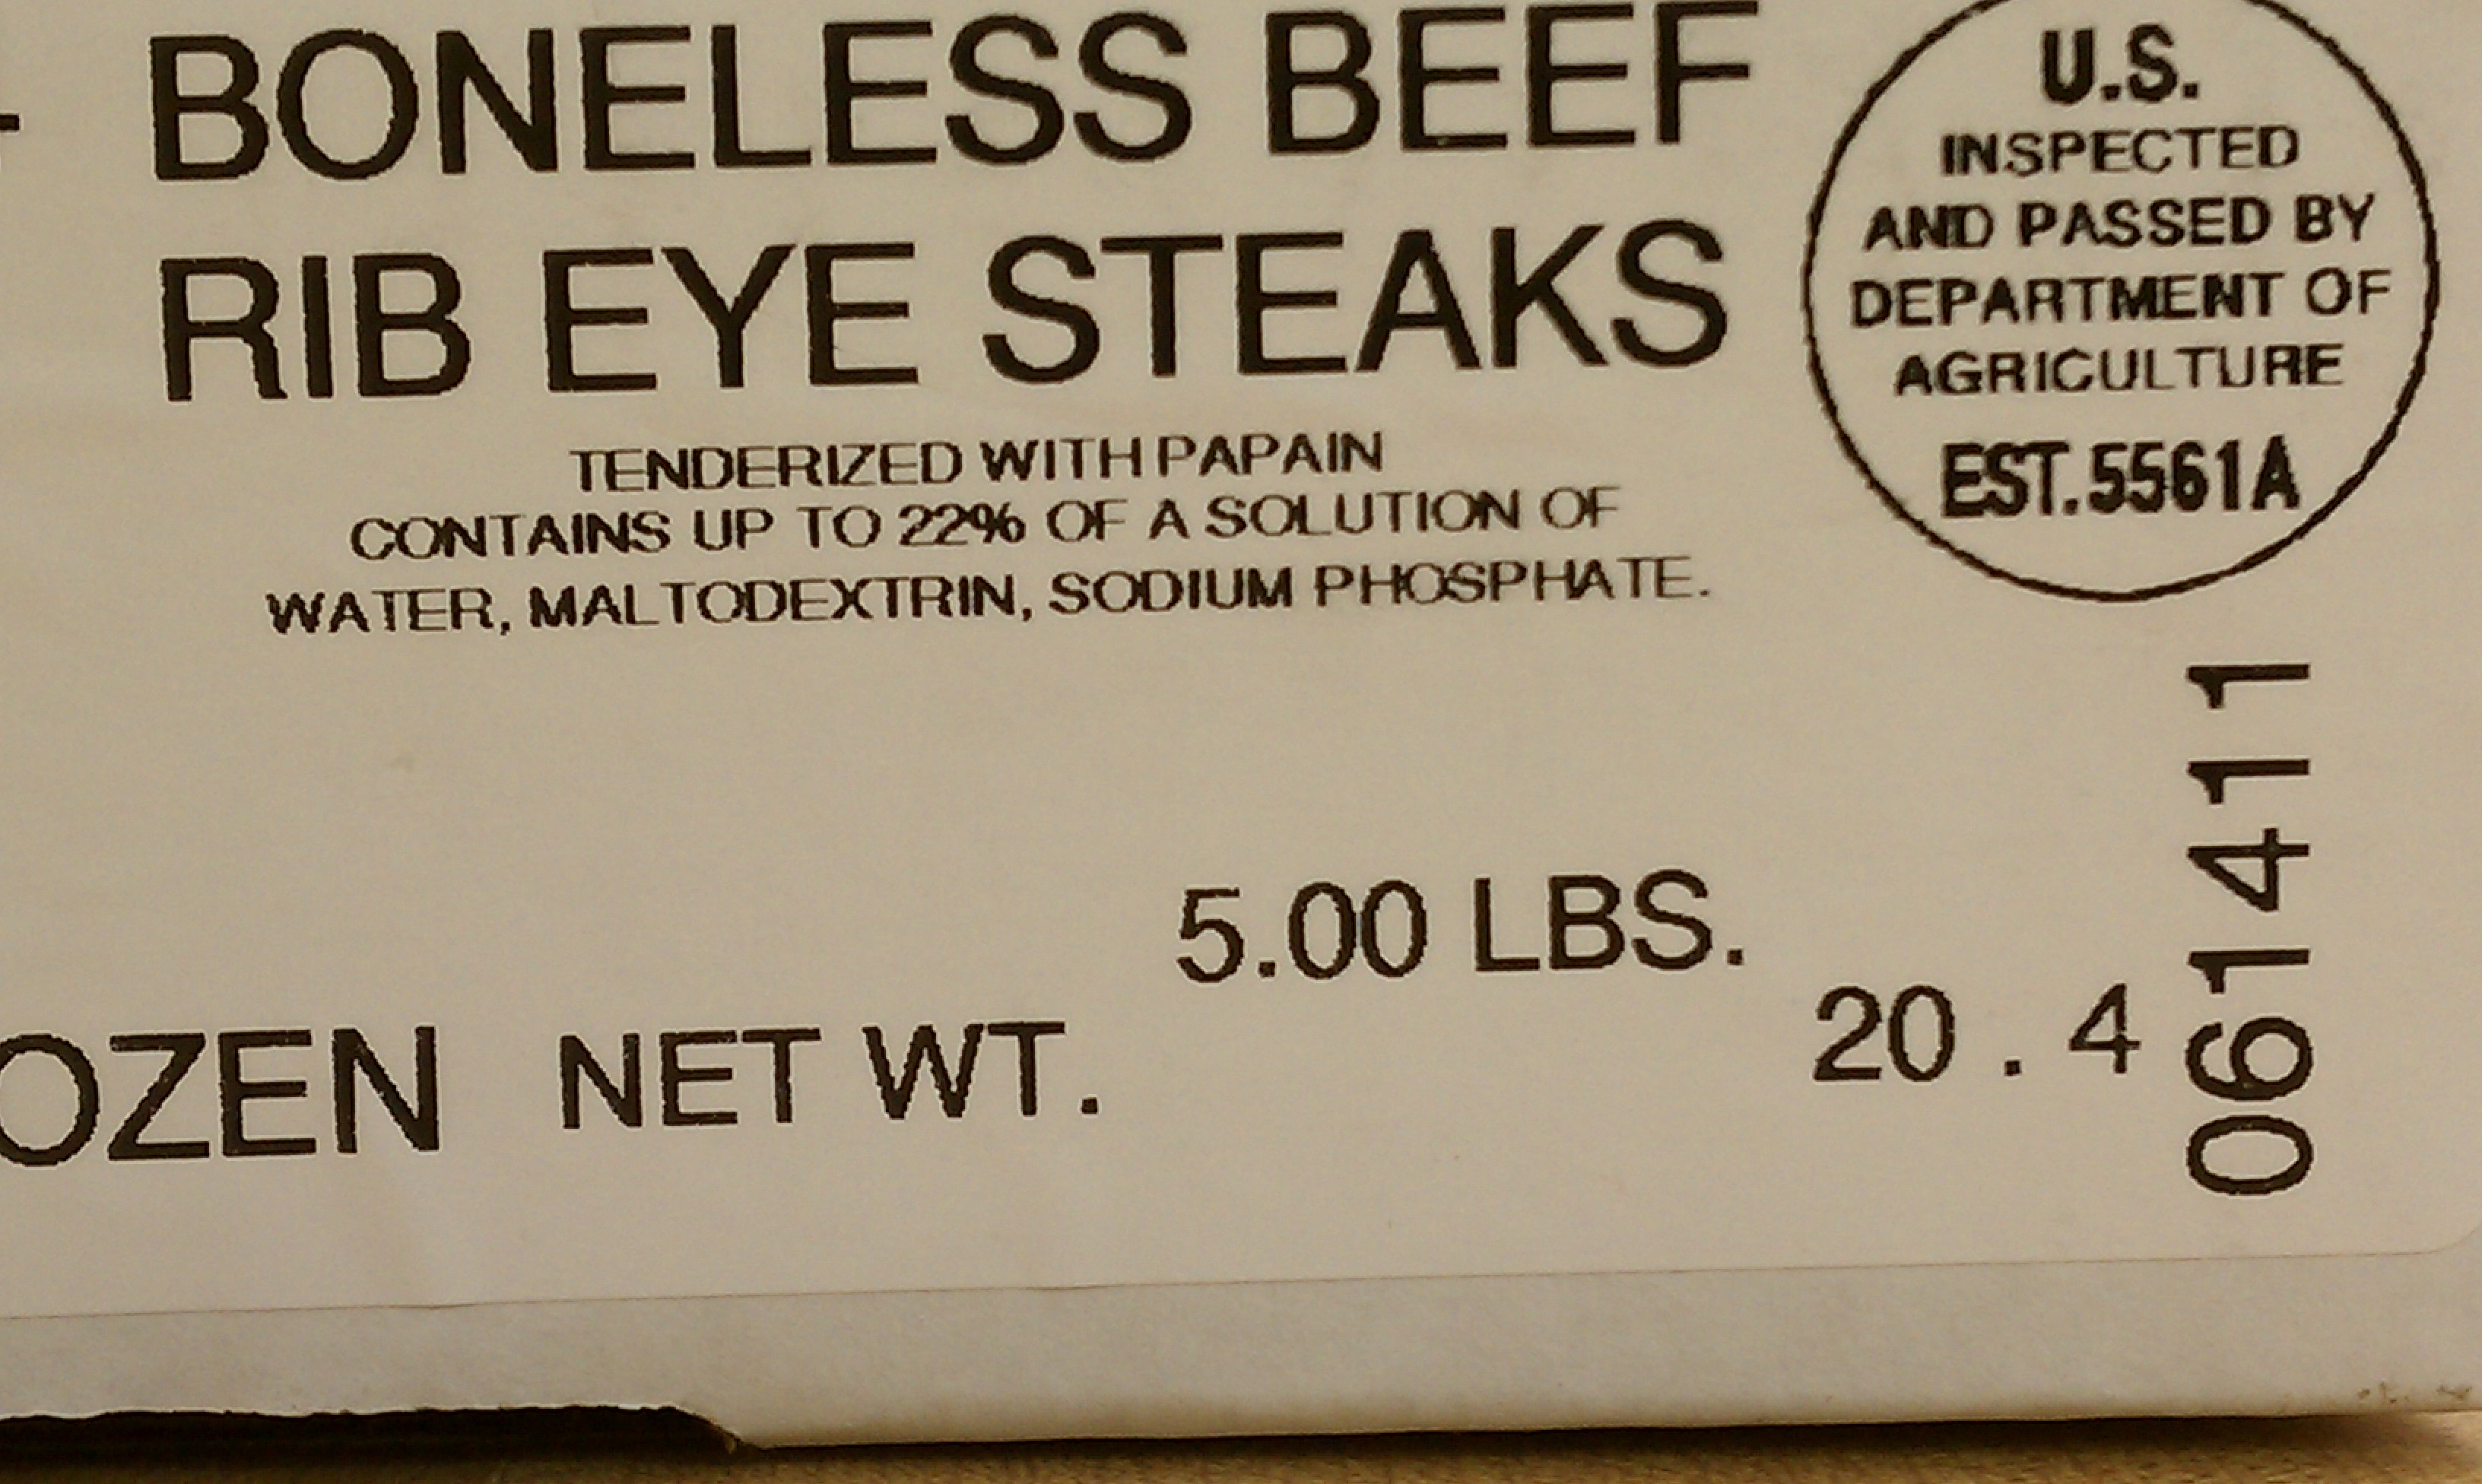 BONELESS BEEF
RIB EYE STEAKS
TENDERIZED WITH PAPAIN
CONTAINS UP TO 22% OF A SOLUTION OF
WATER, MALTODEXTRIN, SODIUM PHOSPHATE.
U.S.
INSPECTED
AND PASSED BY
DEPARTMENT OF
AGRICULTURE
EST.5561A
5.00 LBS.
OZEN NET WT.
20.4
061411